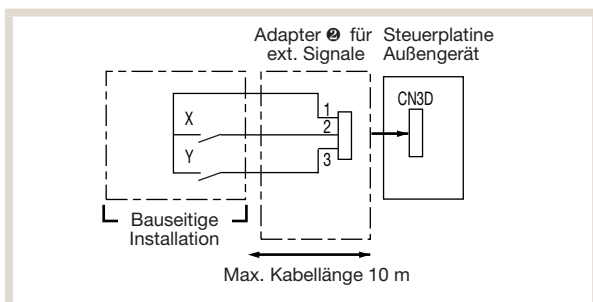 Adapter ❷ für ext. Signale
Steuerplatine Außengerät
CN3D
X
Y
1
2
3
Bauseitige Installation
Max. Kabellänge 10 m